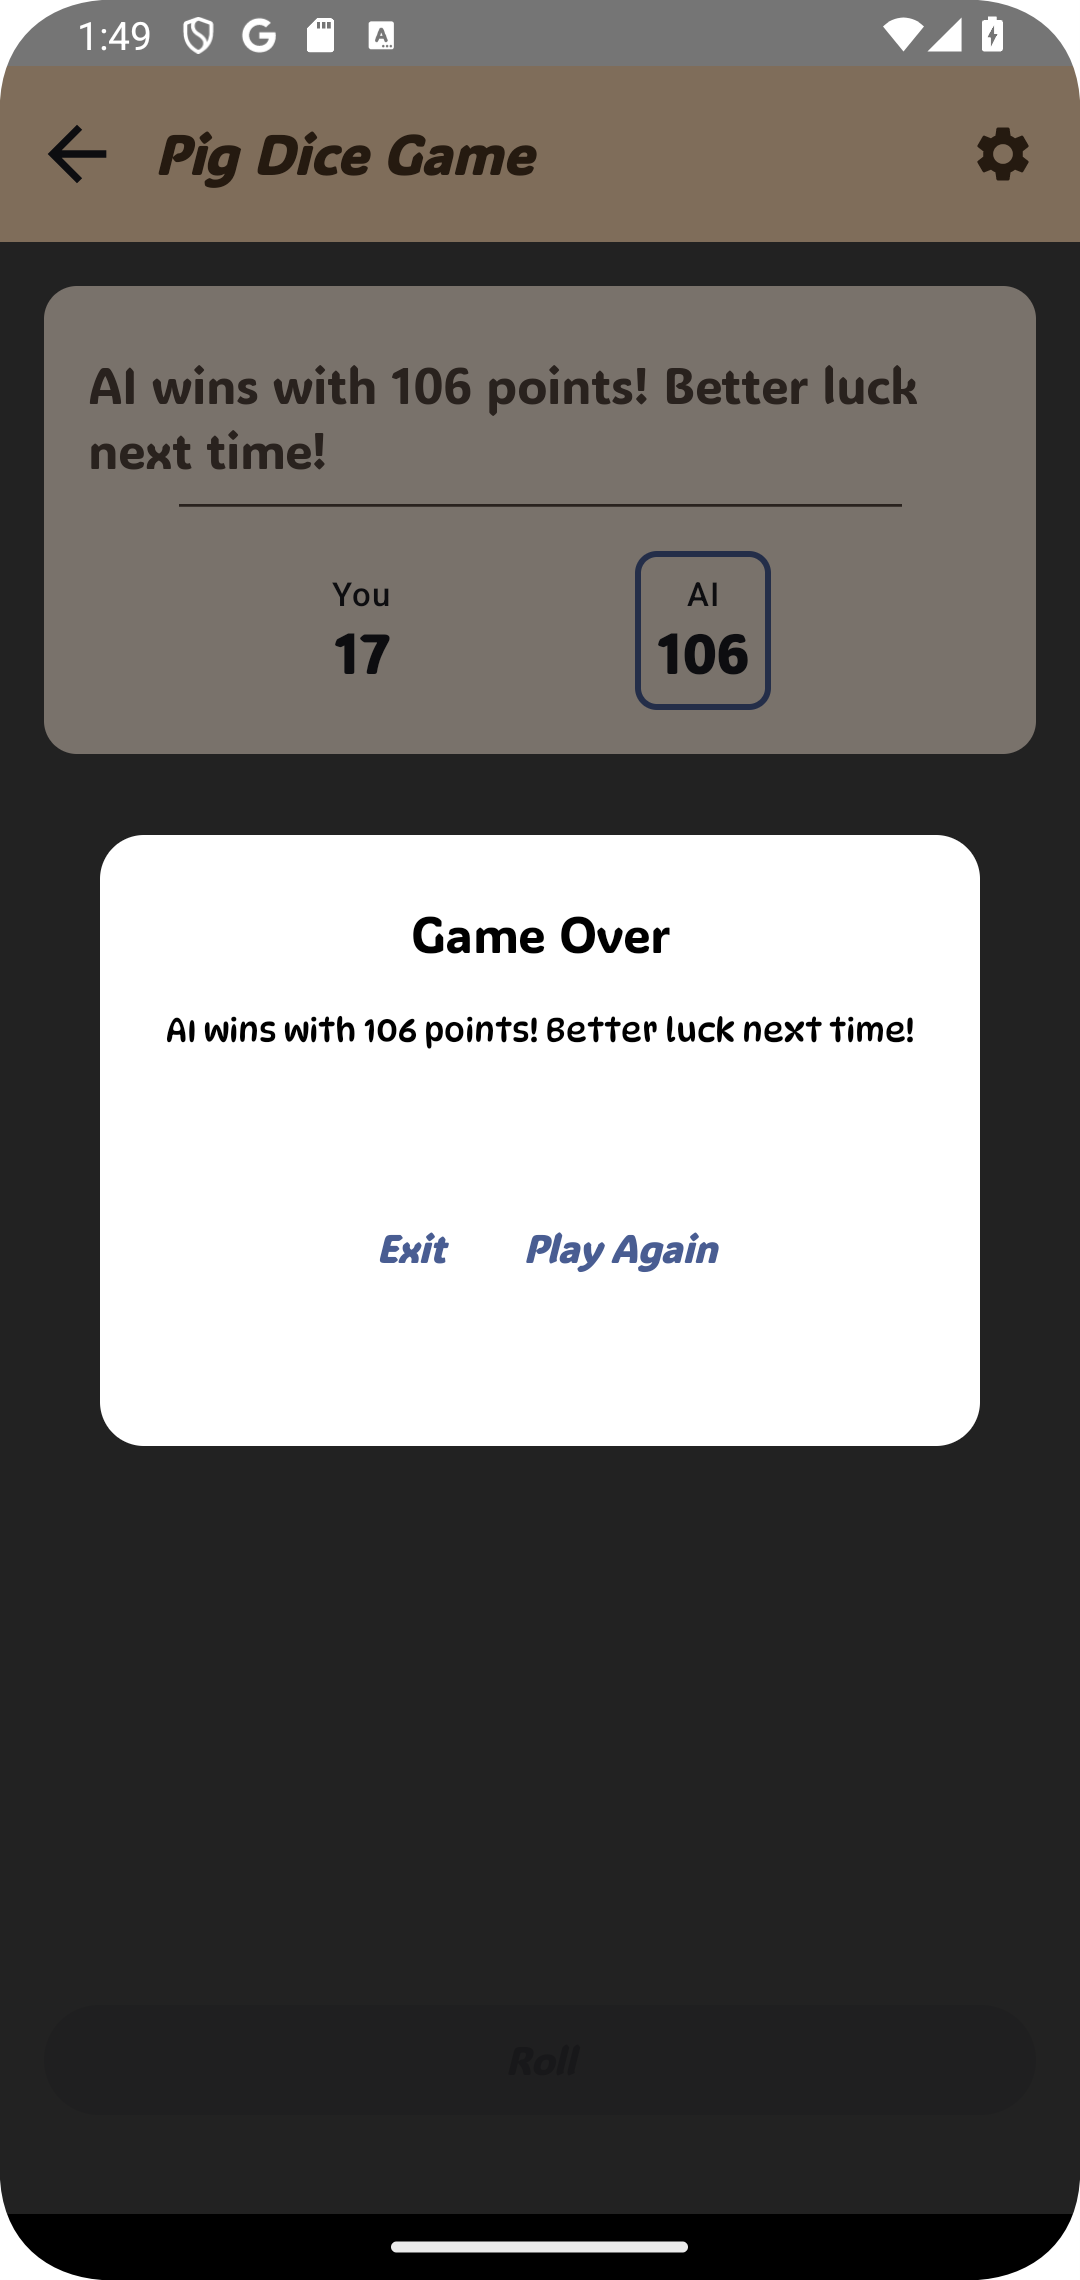 1:49
Pig Dice Game
AI wins with 106 points! Better luck
next time!
You
AI
17
106
Game Over
AI wins with 106 points! Better luck next time!
Exit
Play Again
Roll